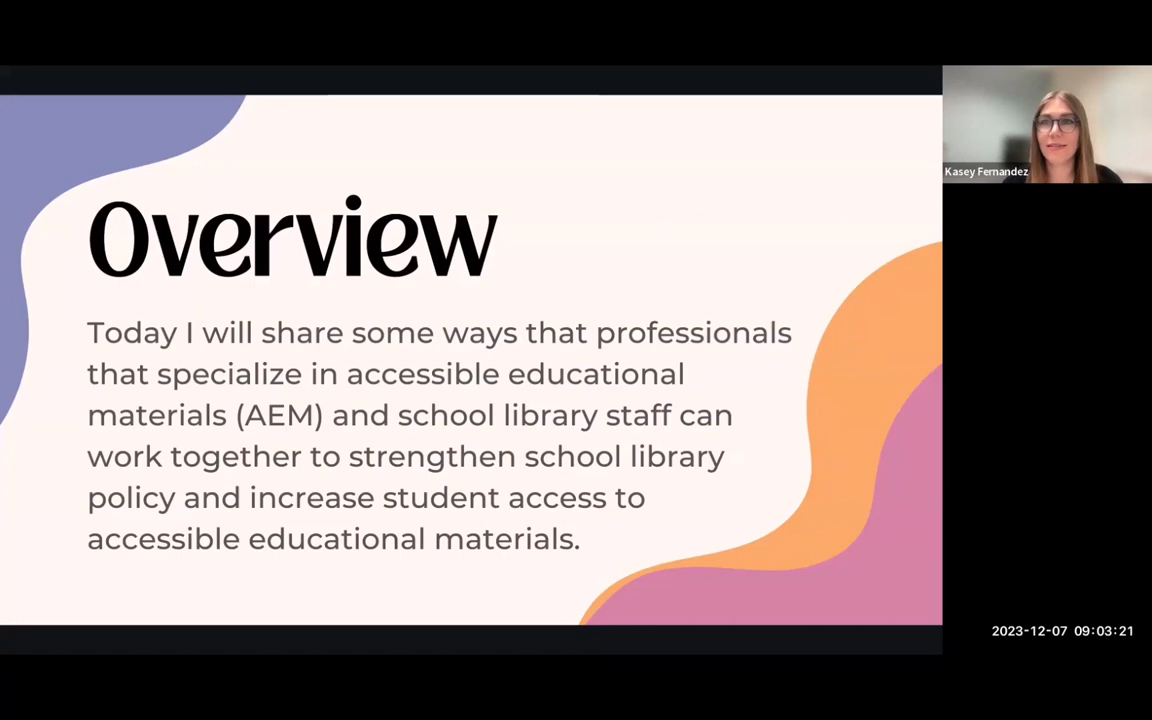 Overview
Today I will share some ways that professionals
that specialize in accessible educational
materials (AEM) and school library staff can
work together to strengthen school library
policy and increase student access to
accessible educational materials.
Kasey Fernandez
2023-12-07 09:03:21